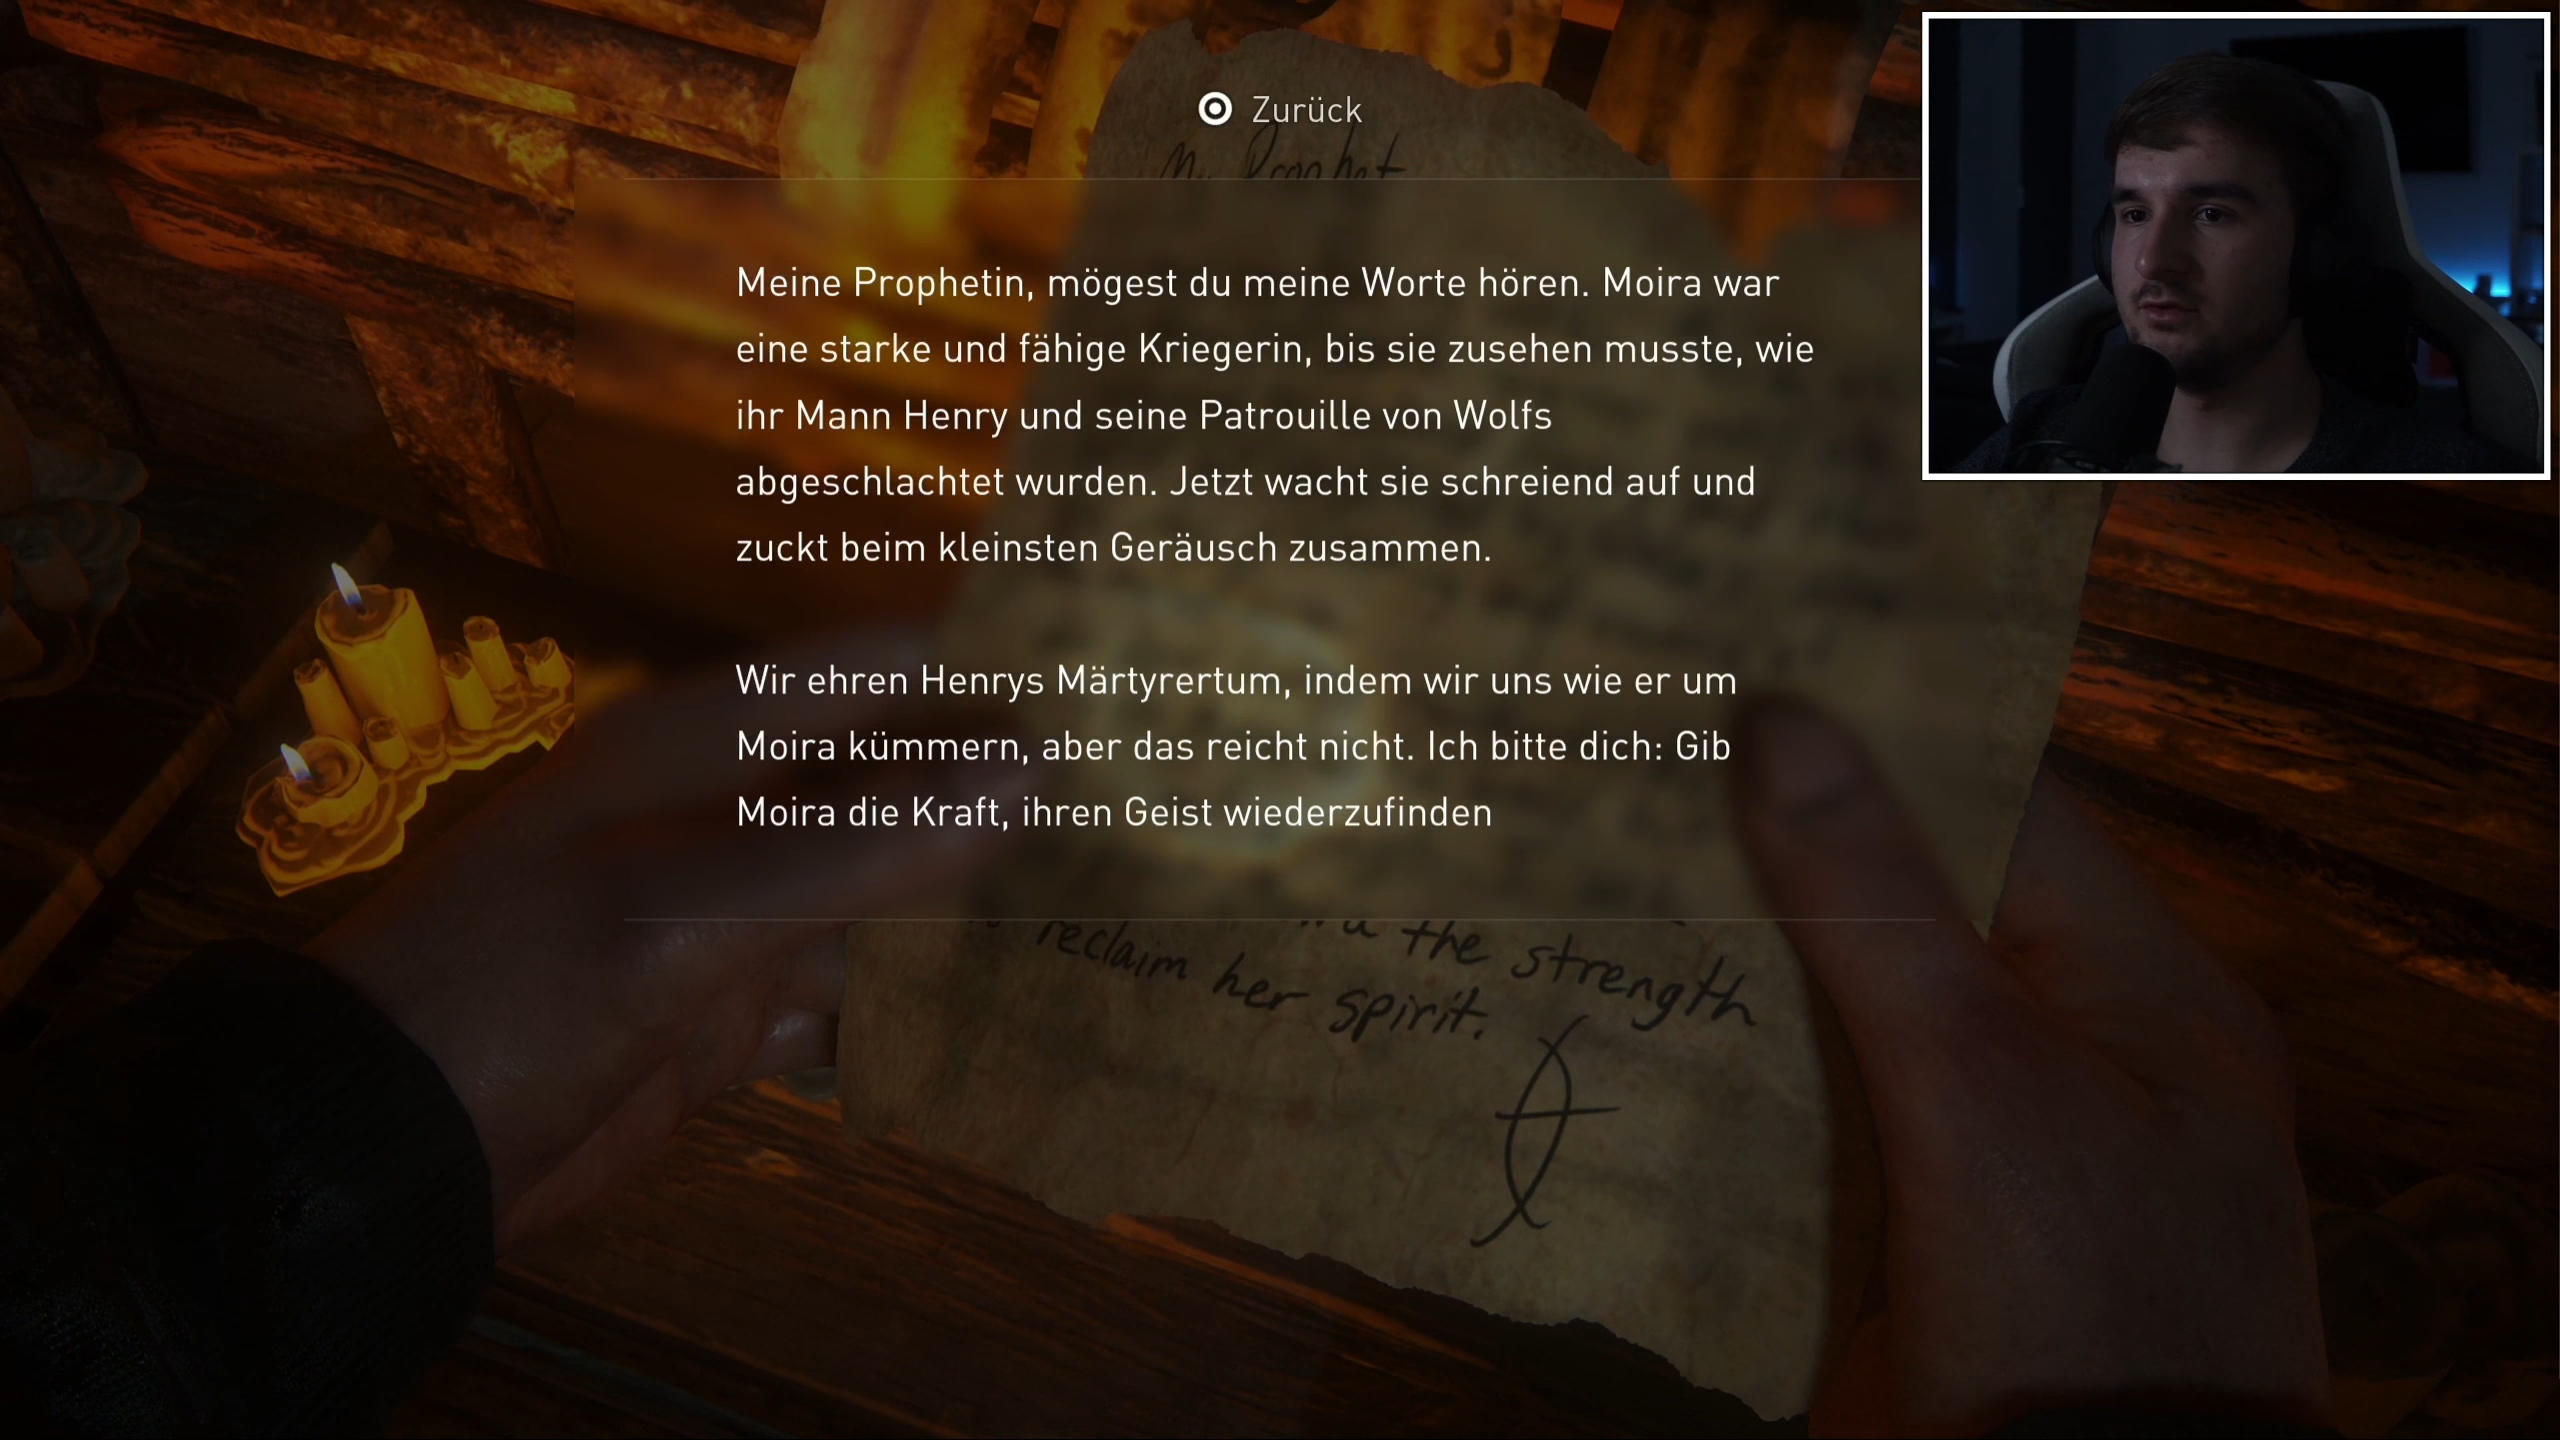 Zurück
My Prophet
Meine Prophetin, mögest du meine Worte hören. Moira war
eine starke und fähige Kriegerin, bis sie zusehen musste, wie
ihr Mann Henry und seine Patrouille von Wolfs
abgeschlachtet wurden. Jetzt wacht sie schreiend auf und
zuckt beim kleinsten Geräusch zusammen.
Wir ehren Henrys Märtyrertum, indem wir uns wie er um
Moira kümmern, aber das reicht nicht. Ich bitte dich: Gib
Moira die Kraft, ihren Geist wiederzufinden
the strength
reclaim her spirit.